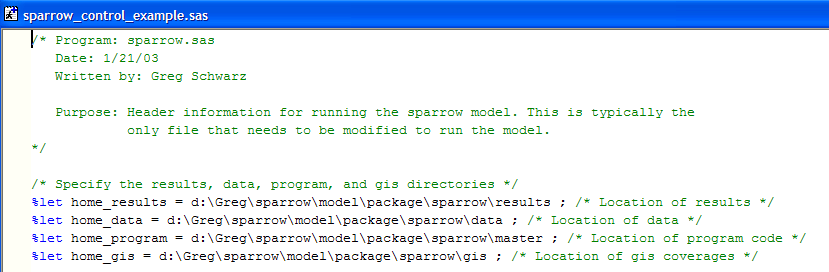 sparrow_control_example.sas
/* Program: sparrow.sas
Date: 1/21/03
Written by: Greg Schwarz
Purpose: Header information for running the sparrow model. This is typically the
only file that needs to be modified to run the model.
*/
/* Specify the results, data, program, and gis directories */
%let home_results = d:\Greg\sparrow\model\package\sparrow\results ; /* Location of results */
%let home_data = d:\Greg\sparrow\model\package\sparrow\data ; /* Location of data */
%let home_program = d:\Greg\sparrow\model\package\sparrow\master ; /* Location of program code */
%let home_gis = d:\Greg\sparrow\model\package\sparrow\gis ; /* Location of gis coverages */